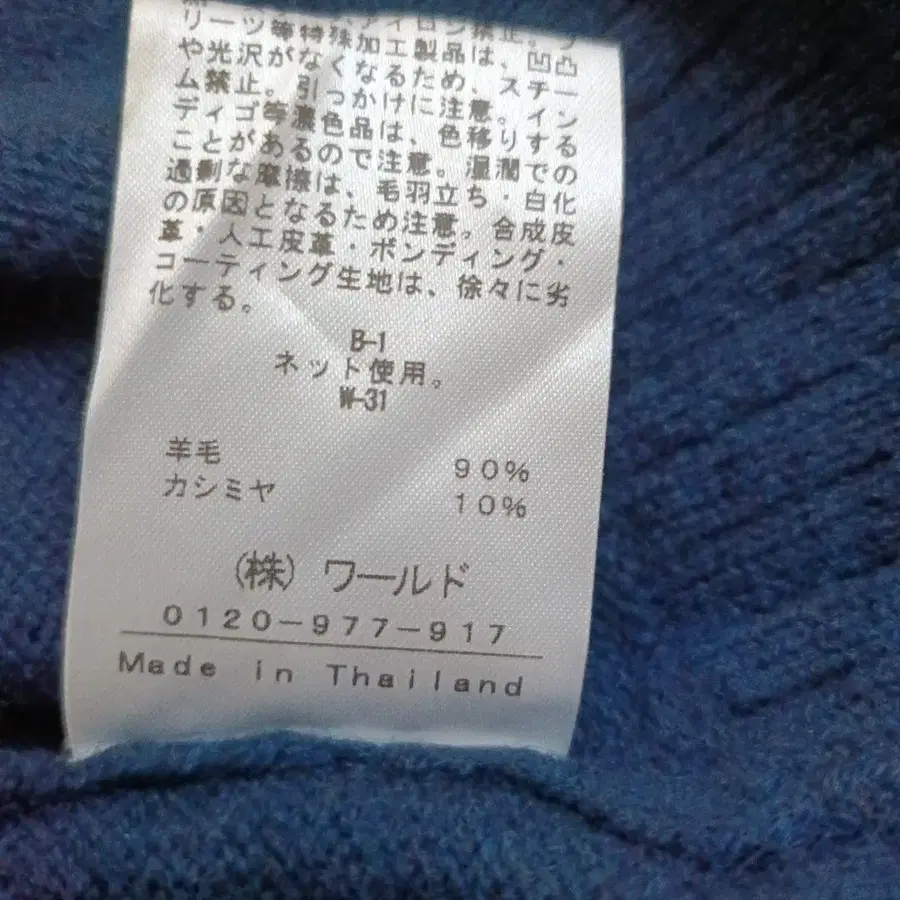 リーツ等特殊加工製品は、凹凸
や光沢がなくなるため、スチー
ム禁止。引っかけに注意。イン
ディゴ等濃色品は、色移りする
ことがあるので注意。湿潤での
過剰な摩擦は、毛羽立ち・白化
の原因となるため注意。合成皮
革・人工皮革・ボンディング・
コーティング生地は、徐々に劣
化する。
B-1
ネット使用。
W-31
羊毛 90%
カシミヤ 10%
(株) ワールド
0120-977-917
Made in Thailand